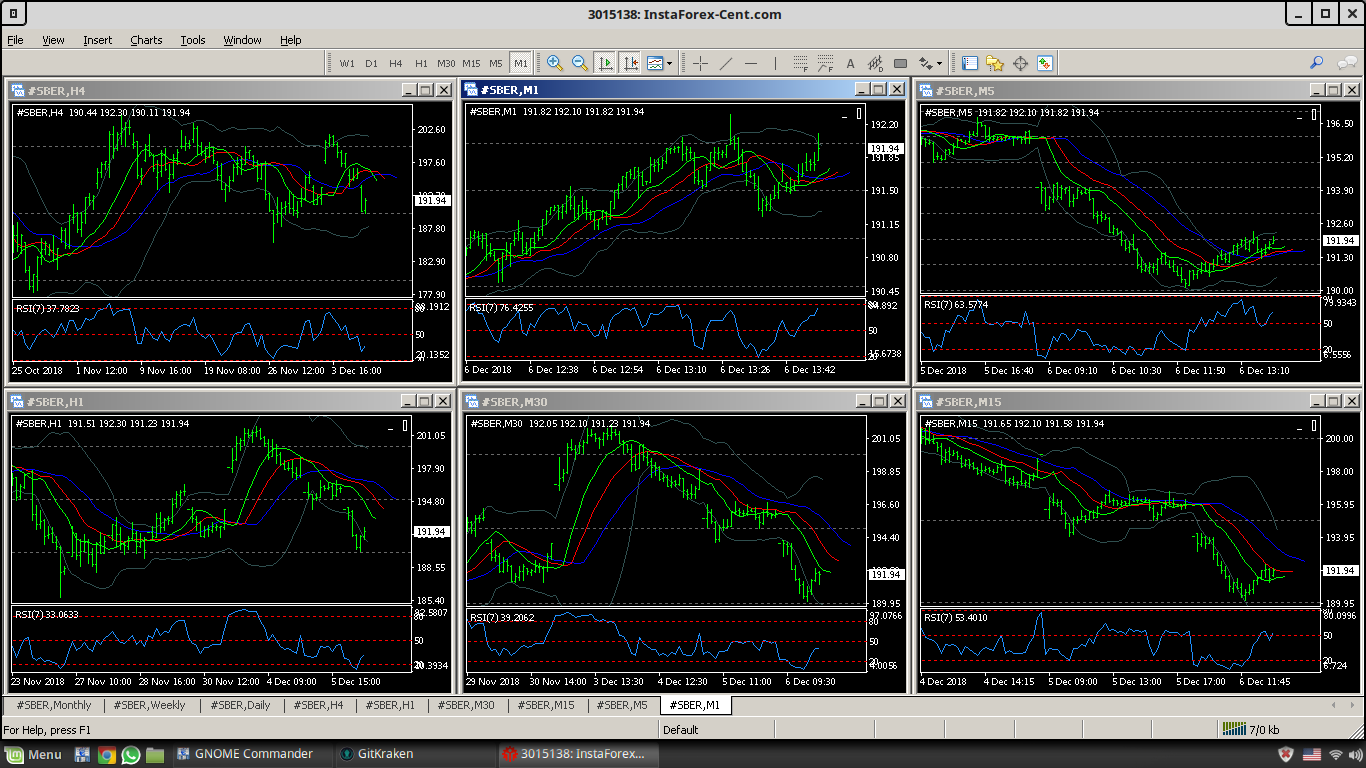 3015138: InstaForex-Cent.com
File View Insert Charts Tools Window Help
W1 D1 H4 H1 M30 M15 M5 M1 A
#SBER,H4
#SBER,H4 190.44 192.30 190.11 191.94
202.60
197.60
191.94
187.80
182.90
177.90
RSI(7) 37.7823
50
20.1352
25 Oct 2018 1 Nov 12:00 9 Nov 16:00 19 Nov 08:00 26 Nov 12:00 3 Dec 16:00
#SBER,M1
#SBER,M1 191.82 192.10 191.82 191.94
192.20
191.94
191.85
191.50
191.15
190.80
190.45
RSI(7) 76.4255
50
15.6738
6 Dec 2018 6 Dec 12:38 6 Dec 12:54 6 Dec 13:10 6 Dec 13:26 6 Dec 13:42
#SBER,M5
#SBER,M5 191.82 192.10 191.82 191.94
196.50
195.20
193.90
192.60
191.94
191.30
190.00
RSI(7) 63.5774
79.9343
50
20
5.5556
5 Dec 2018 5 Dec 16:40 6 Dec 09:10 6 Dec 10:30 6 Dec 11:50 6 Dec 13:10
#SBER,H1
#SBER,H1 191.51 192.30 191.23 191.94
201.05
197.90
194.80
191.94
188.55
185.40
RSI(7) 33.0633
92.5807
80
50
23 Nov 2018 27 Nov 10:00 28 Nov 16:00 30 Nov 12:00 4 Dec 09:00 5 Dec 15:00
#SBER,M30
#SBER,M30 192.05 192.10 191.23 191.94
201.05
198.85
196.60
194.40
191.94
189.95
RSI(7) 39.2062
97.0766
80
50
4.0056
29 Nov 2018 30 Nov 14:00 3 Dec 13:30 4 Dec 12:30 5 Dec 11:00 6 Dec 09:30
#SBER,M15
#SBER,M15 191.65 192.10 191.58 191.94
200.00
198.00
195.95
193.95
191.94
189.95
RSI(7) 53.4010
80.0996
50
20
6.724
4 Dec 2018 4 Dec 14:15 5 Dec 09:00 5 Dec 13:00 5 Dec 17:00 6 Dec 11:45
#SBER,Monthly #SBER,Weekly #SBER,Daily #SBER,H4 #SBER,H1 #SBER,M30 #SBER,M15 #SBER,M5 #SBER,M1
For Help, press F1 Default 7/0 kb
Menu GNOME Commander GitKraken 3015138: InstaForex...